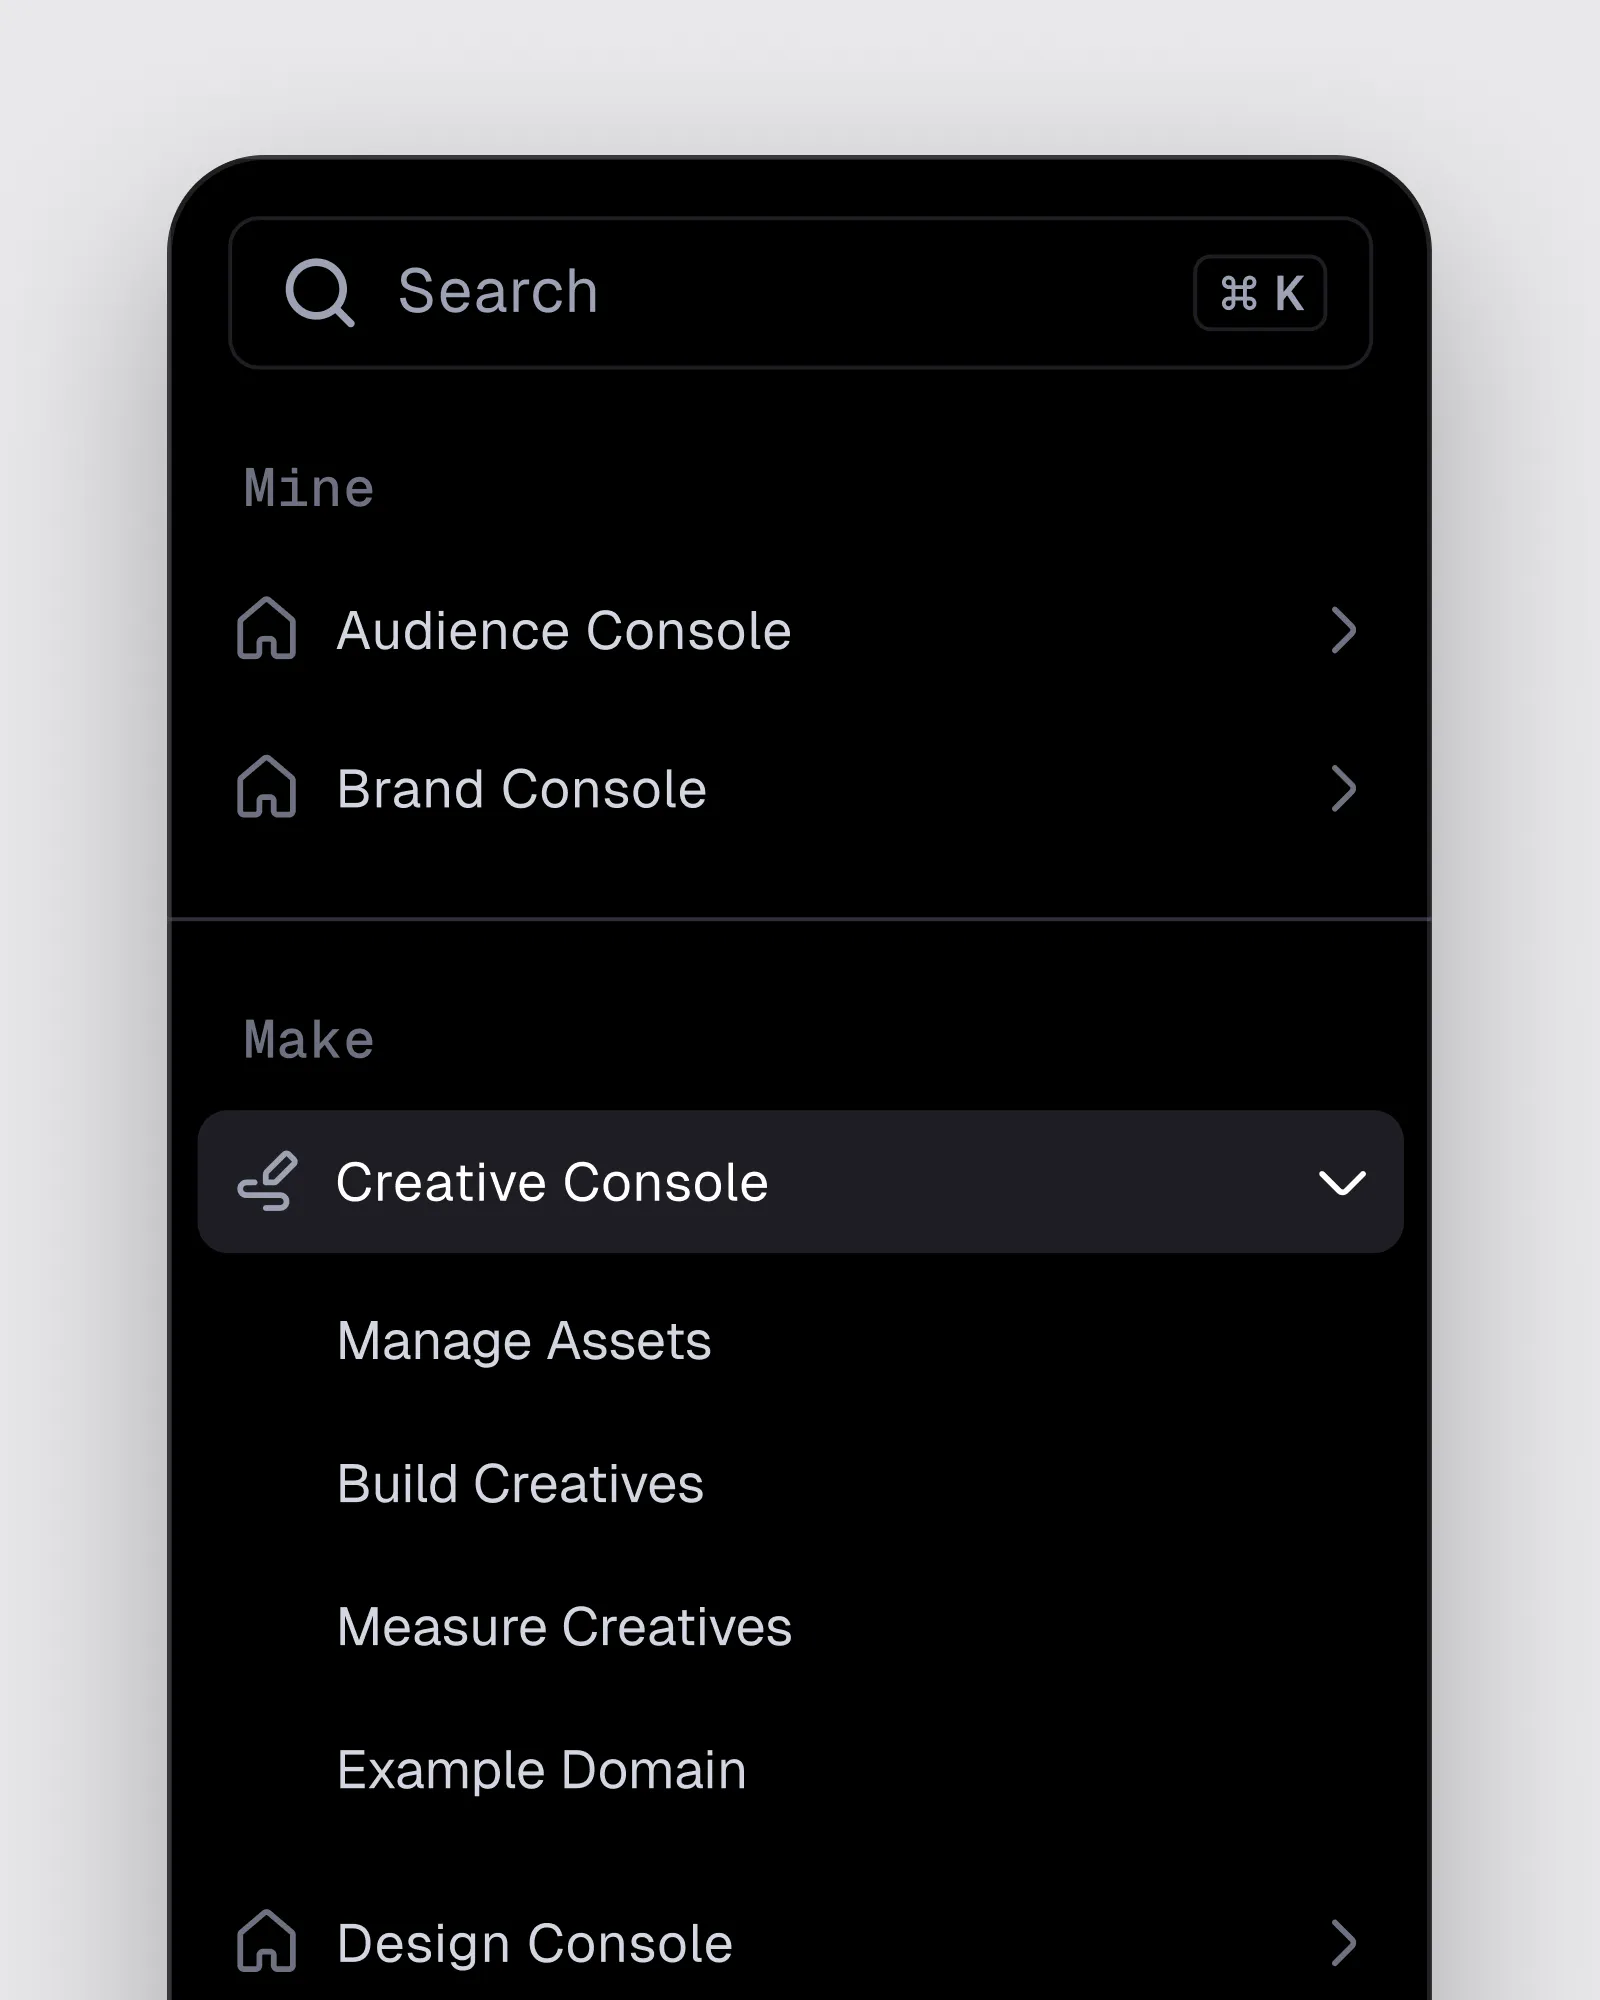 Search ⌘ K
Mine
Audience Console
Brand Console
Make
Creative Console
Manage Assets
Build Creatives
Measure Creatives
Example Domain
Design Console